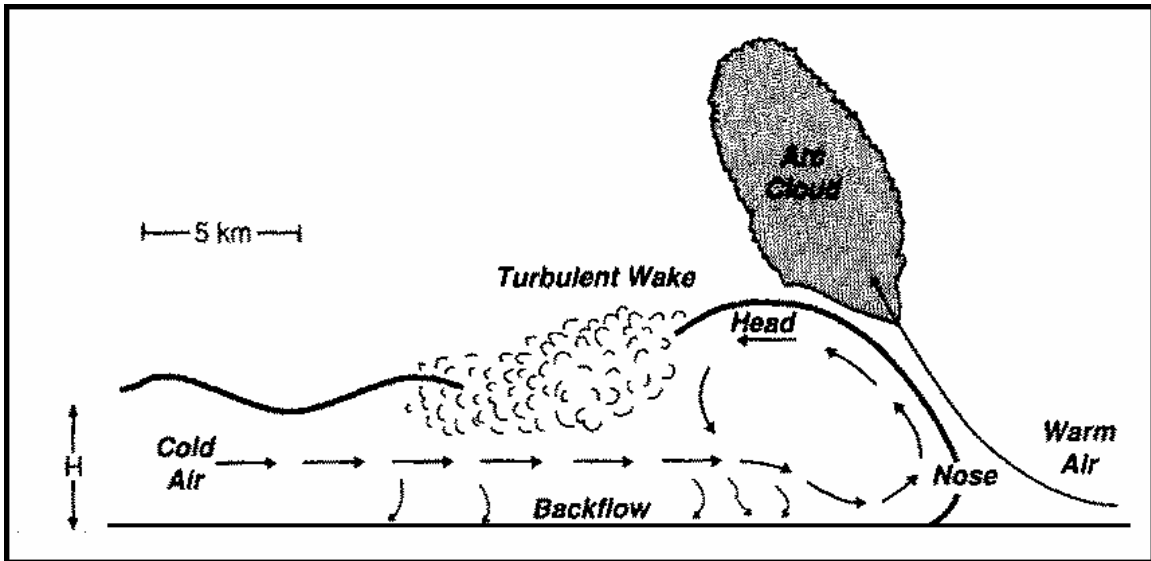 Arc
Cloud
5 km
Turbulent Wake
Head
Cold
Air
H
Warm
Air
Nose
Backflow